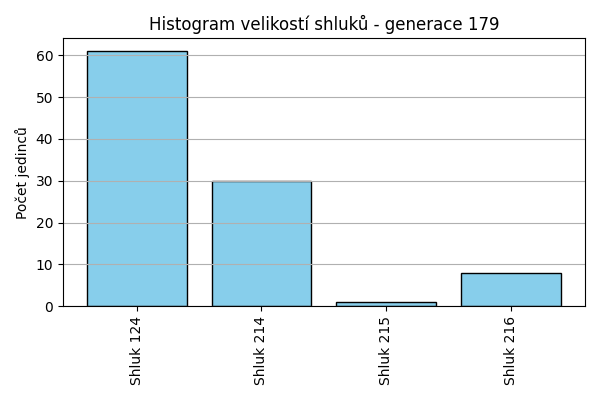 Histogram velikostí shluků - generace 179
Počet jedinců
60
50
40
30
20
10
0
Shluk 124
Shluk 214
Shluk 215
Shluk 216